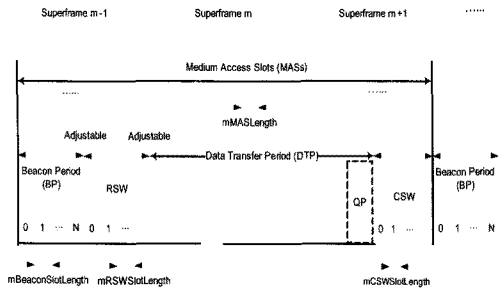 Superframe m-1 Superframe m Superframe m+1 ······
Medium Access Slots (MASs)
...... ......
mMASLength
Adjustable Adjustable
Data Transfer Period (DTP)
Beacon Period (BP) RSW QP CSW Beacon Period (BP)
0 1 ··· N 0 1 ··· 0 1 ··· 0 1 ··· N
mBeaconSlotLength mRSWSlotLength mCSWSlotLength